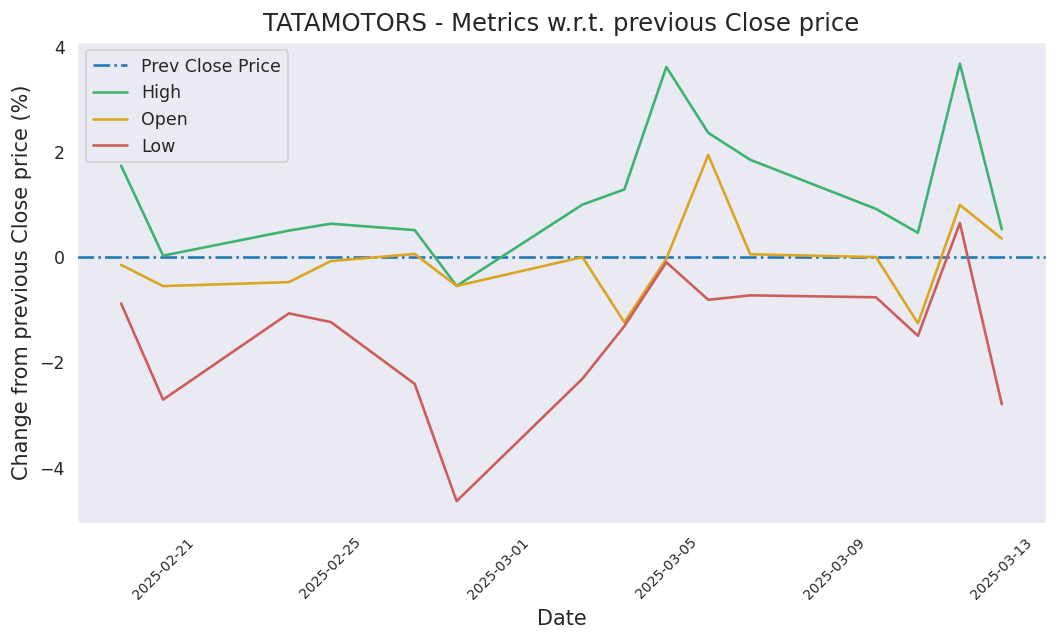 TATAMOTORS - Metrics w.r.t. previous Close price
Change from previous Close price (%)
4
2
0
−2
−4
Prev Close Price
High
Open
Low
2025-02-21
2025-02-25
2025-03-01
2025-03-05
2025-03-09
2025-03-13
Date